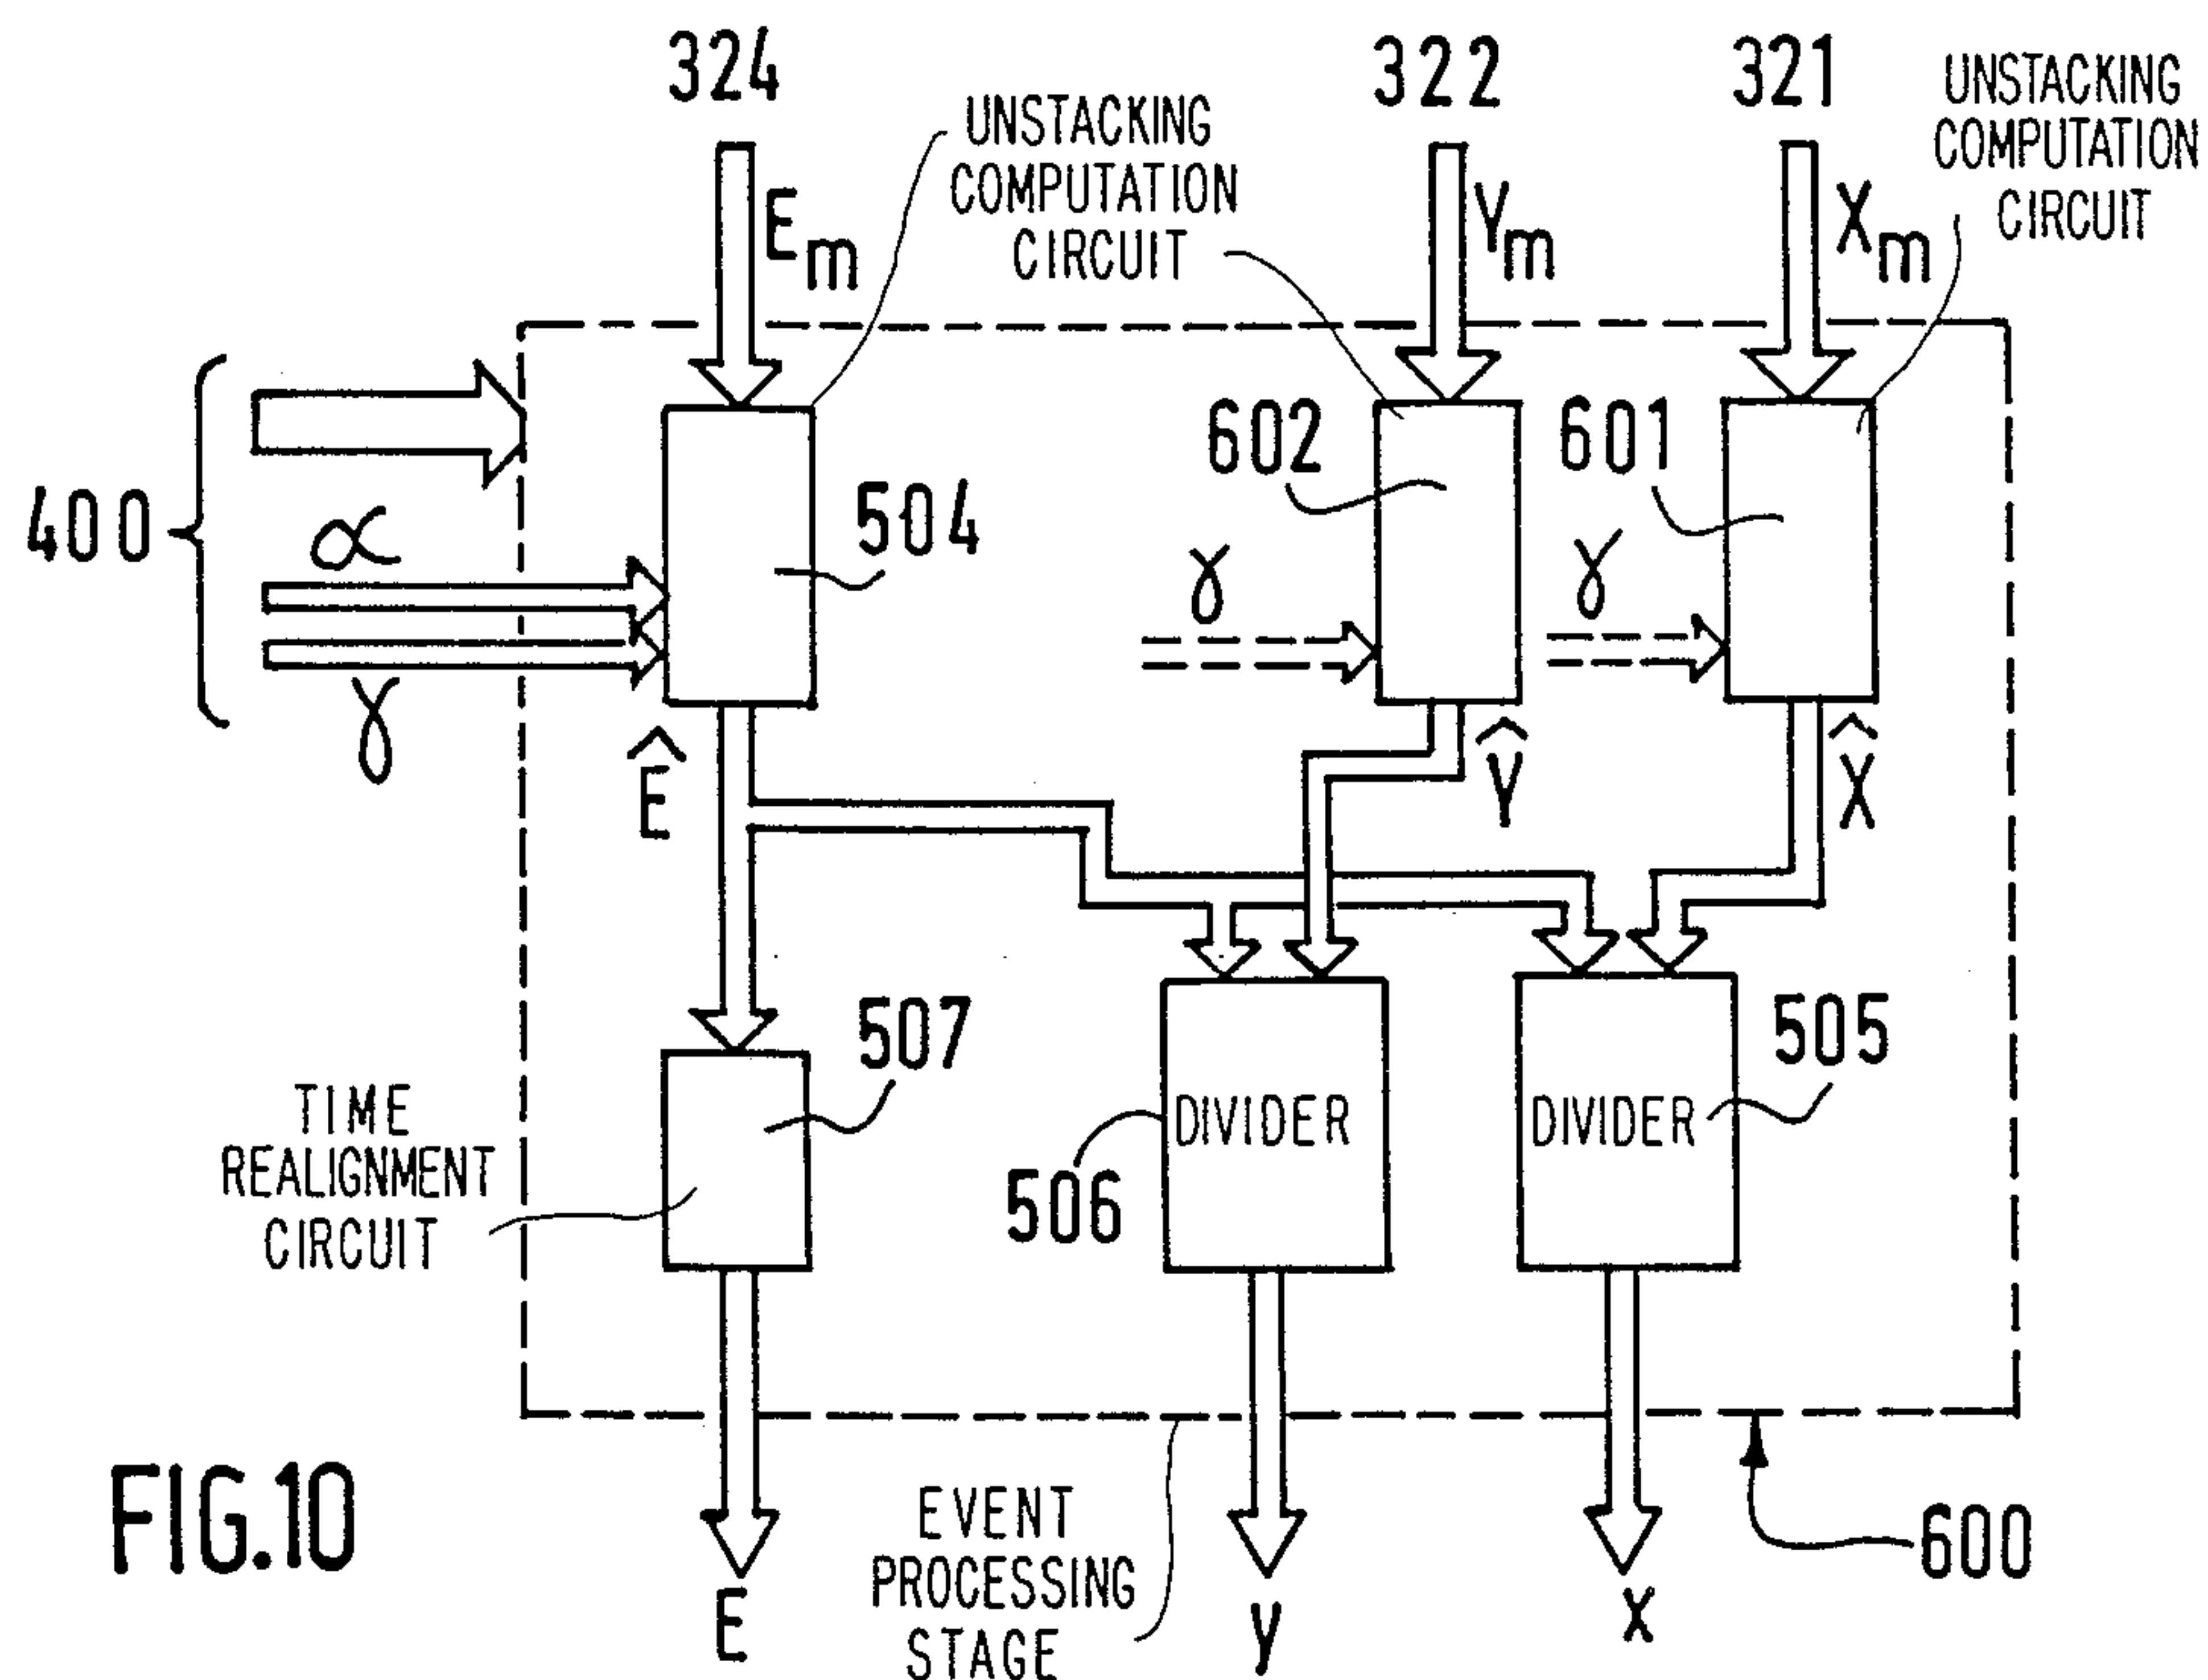 324
322
321
UNSTACKING
COMPUTATION
CIRCUIT
UNSTACKING
COMPUTATION
CIRCUIT
Em
Ym
Xm
400
α
γ
504
602
γ
601
γ
Ê
Ŷ
X̂
507
506
DIVIDER
DIVIDER
505
TIME
REALIGNMENT
CIRCUIT
EVENT
PROCESSING
STAGE
600
E
y
x
FIG.10